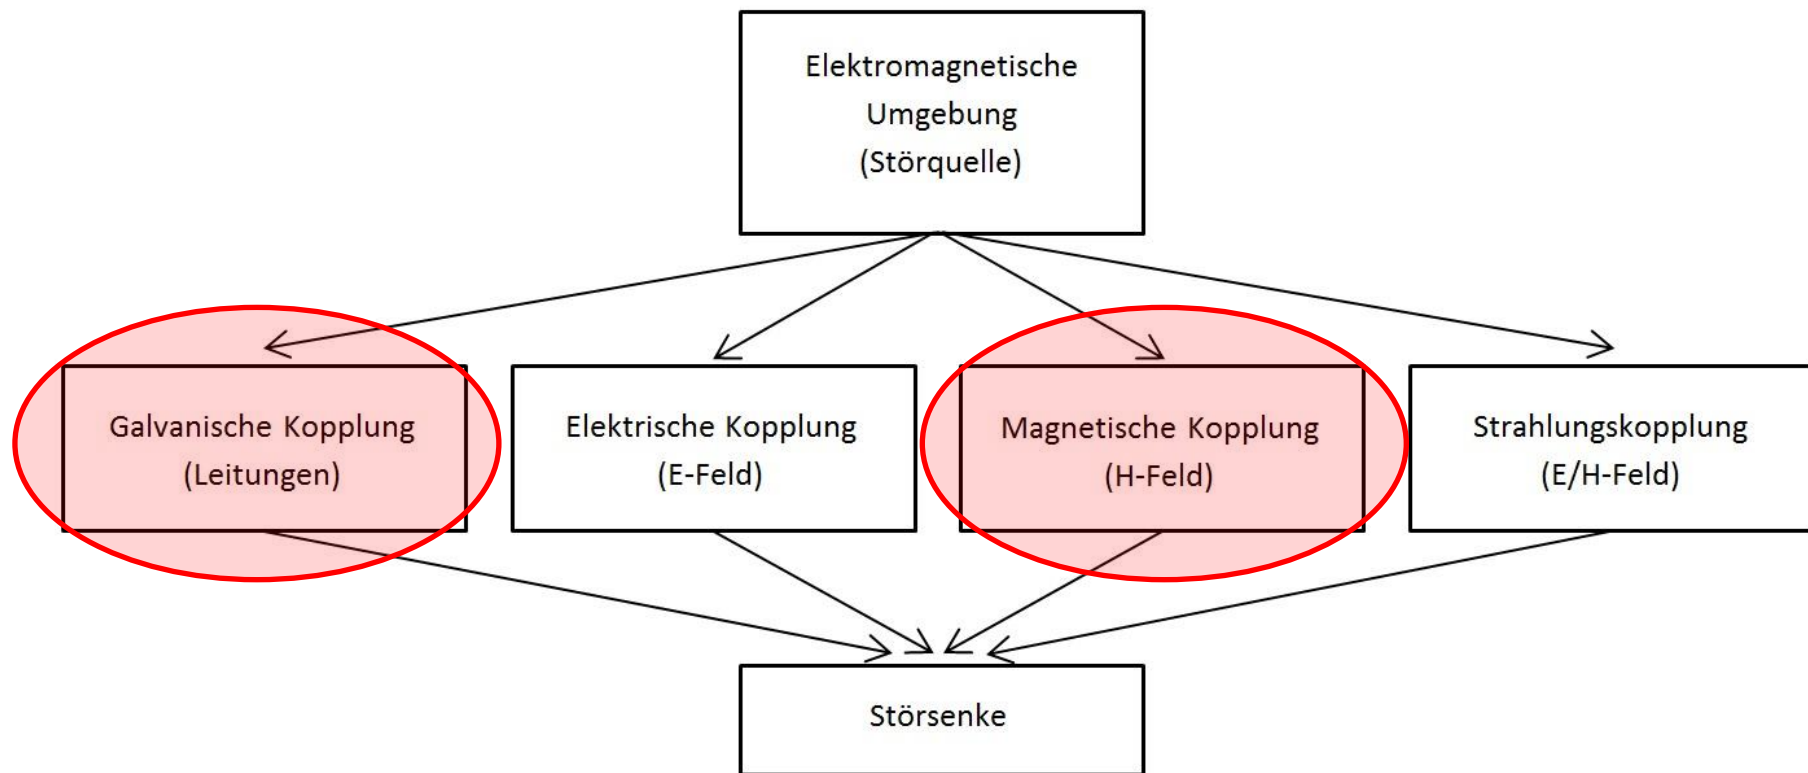 Elektromagnetische
Umgebung
(Störquelle)
Galvanische Kopplung
(Leitungen)
Elektrische Kopplung
(E-Feld)
Magnetische Kopplung
(H-Feld)
Strahlungskopplung
(E/H-Feld)
Störsenke